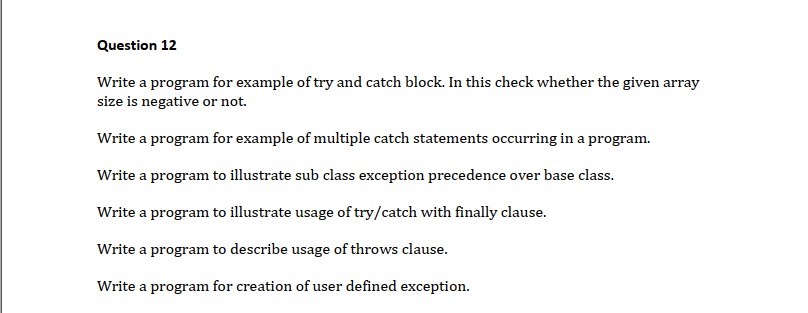 Question 12
Write a program for example of try and catch block. In this check whether the given array
size is negative or not.
Write a program for example of multiple catch statements occurring in a program.
Write a program to illustrate sub class exception precedence over base class.
Write a program to illustrate usage of try/catch with finally clause.
Write a program to describe usage of throws clause.
Write a program for creation of user defined exception.